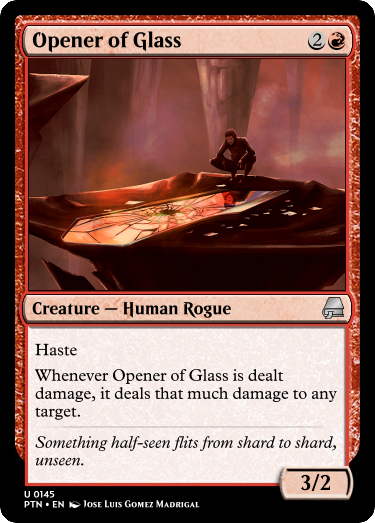 Opener of Glass 2
Creature — Human Rogue
Haste
Whenever Opener of Glass is dealt
damage, it deals that much damage to any
target.
Something half-seen flits from shard to shard,
unseen.
3/2
U 0145
PTN • EN Jose Luis Gomez Madrigal